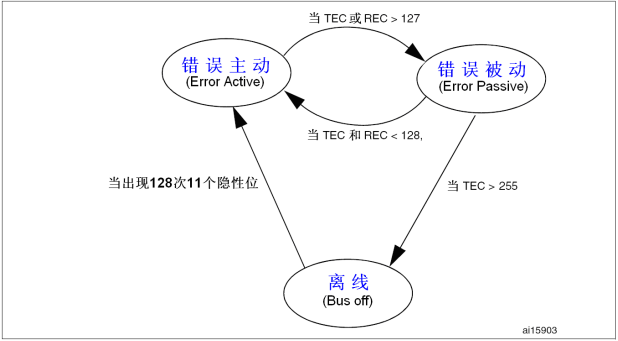 当 TEC 或 REC > 127
错误主动
(Error Active)
错误被动
(Error Passive)
当 TEC 和 REC < 128,
当出现128次11个隐性位
当 TEC > 255
离线
(Bus off)
ai15903